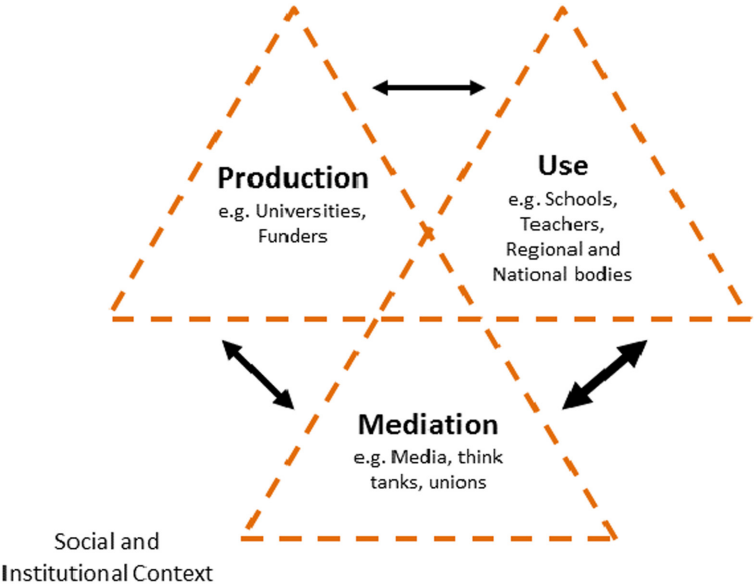 Production
e.g. Universities,
Funders
Use
e.g. Schools,
Teachers,
Regional and
National bodies
Mediation
e.g. Media, think
tanks, unions
Social and
Institutional Context